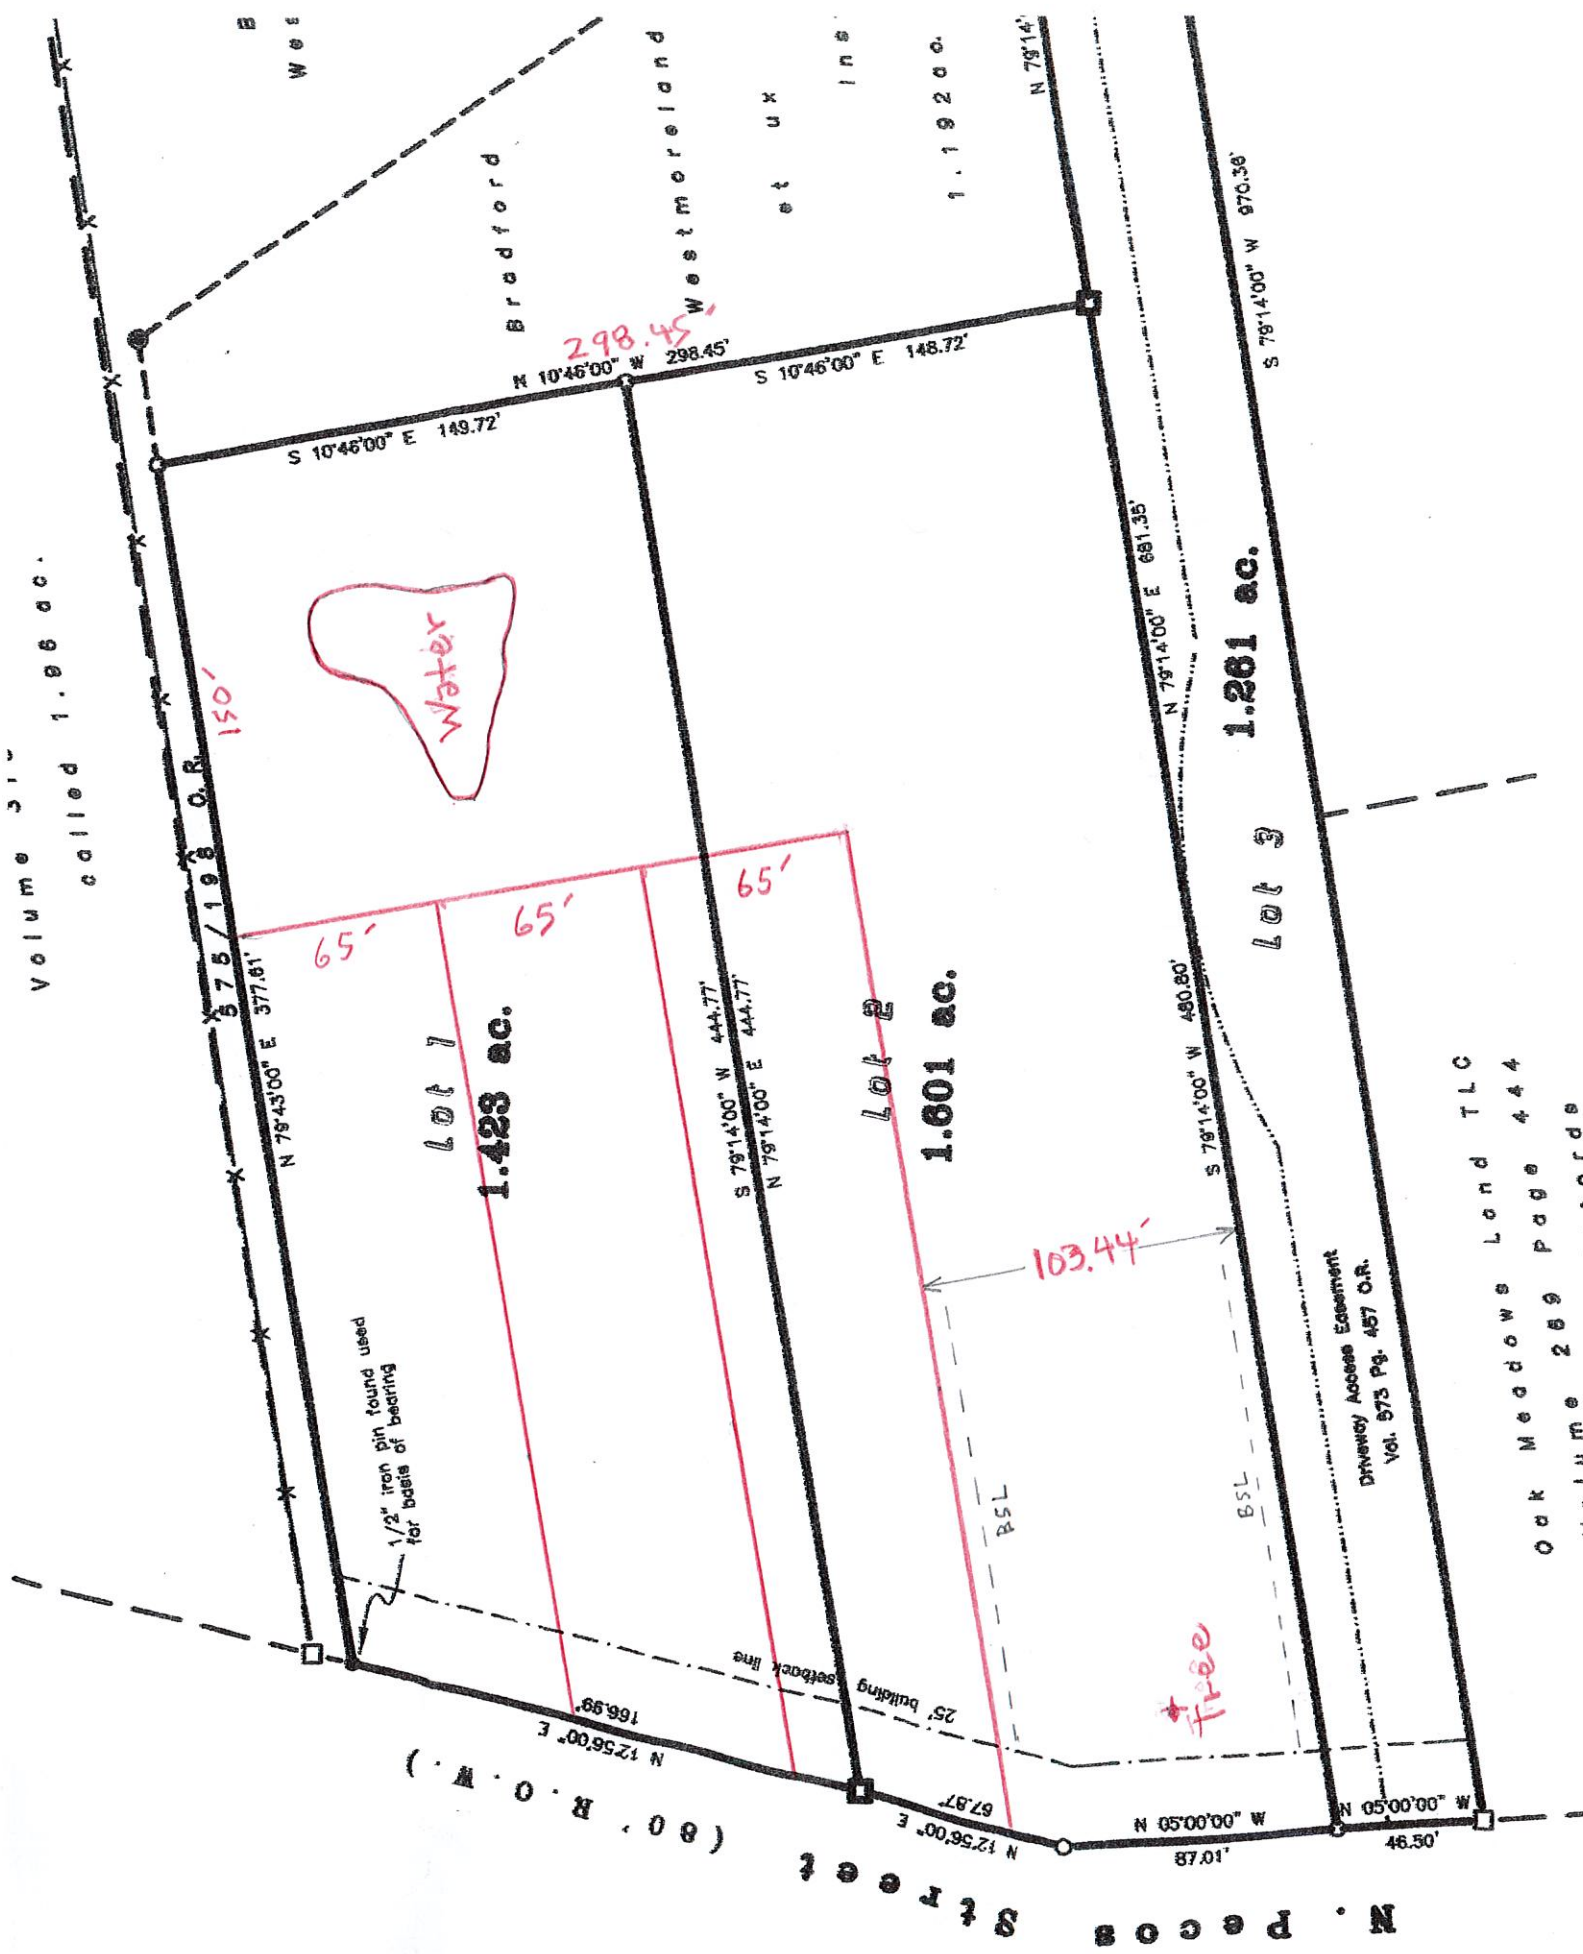 Volume
called 1.96 ac.
575/198 O.R.
B
Wes
Bradford
Westmoreland
et ux
Ins
1.192 ac.
N 79°14'
S 79°14'00" W 970.36'
298.45'
N 10°46'00" W 298.45'
S 10°46'00" E 149.72'
S 10°46'00" E 148.72'
150'
Water
N 79°43'00" E 377.61'
65'
65'
65'
Lot 1
1.423 ac.
S 79°14'00" W 444.77'
N 79°14'00" E 444.77'
Lot 2
1.601 ac.
N 79°14'00" E 681.35'
S 79°14'00" W 480.80'
1.261 ac.
Lot 3
103.44'
1/2" iron pin found used
for basis of bearing
BSL
BSL
Tree
25' building setback line
Driveway Access Easement
Vol. 573 Pg. 457 O.R.
N 12°56'00" E
166.99'
N 12°56'00" E
67.87'
N 05°00'00" W
87.01'
N 05°00'00" W
46.50'
N. Pecos Street (80' R.O.W.)
Oak Meadows Land TLC
Volume 269 page 444